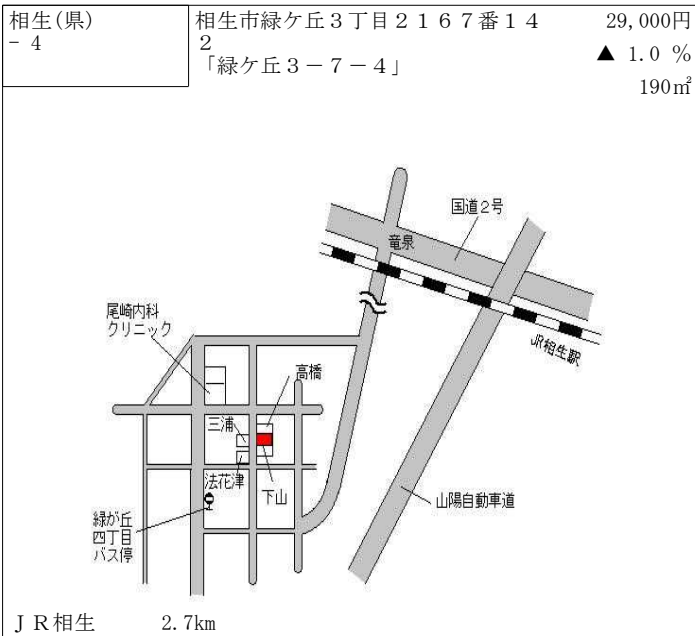 相生(県)
- 4
相生市緑ケ丘３丁目２１６７番１４
２
「緑ケ丘３－７－４」
29,000円
▲ 1.0 %
190㎡
国道2号
竜泉
JR相生駅
尾崎内科
クリニック
高橋
三浦
法花津
下山
緑が丘
四丁目
バス停
山陽自動車道
ＪＲ相生 2.7km